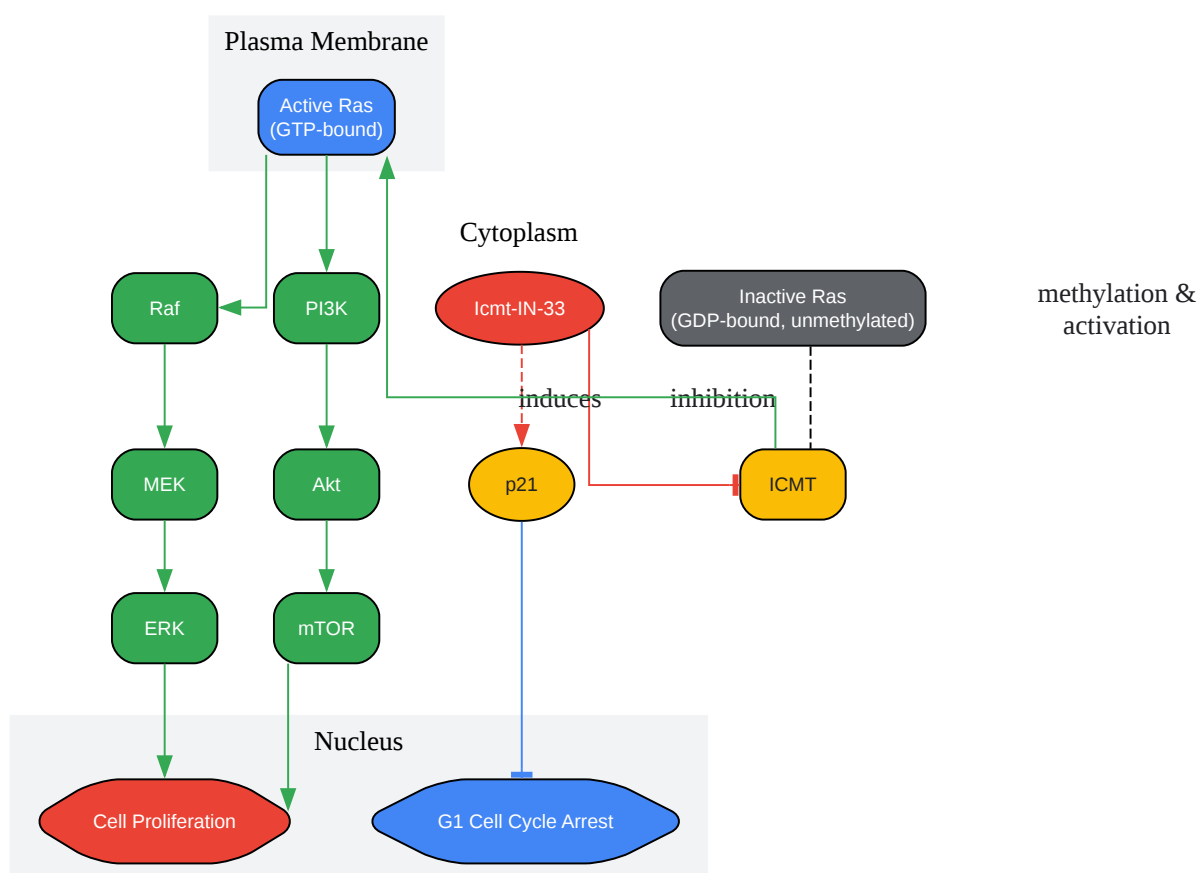 Plasma Membrane
Active Ras
(GTP-bound)
Cytoplasm
Raf
PI3K
Icmt-IN-33
Inactive Ras
(GDP-bound, unmethylated)
methylation &
activation
induces
inhibition
MEK
Akt
p21
ICMT
ERK
mTOR
Nucleus
Cell Proliferation
G1 Cell Cycle Arrest